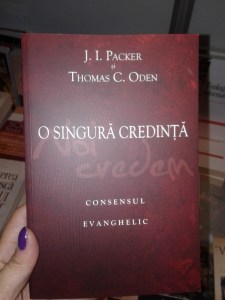 J. I. PACKER
și
THOMAS C. ODEN
O SINGURĂ CREDINȚĂ
Noi
credem
CONSENSUL
EVANGHELIC